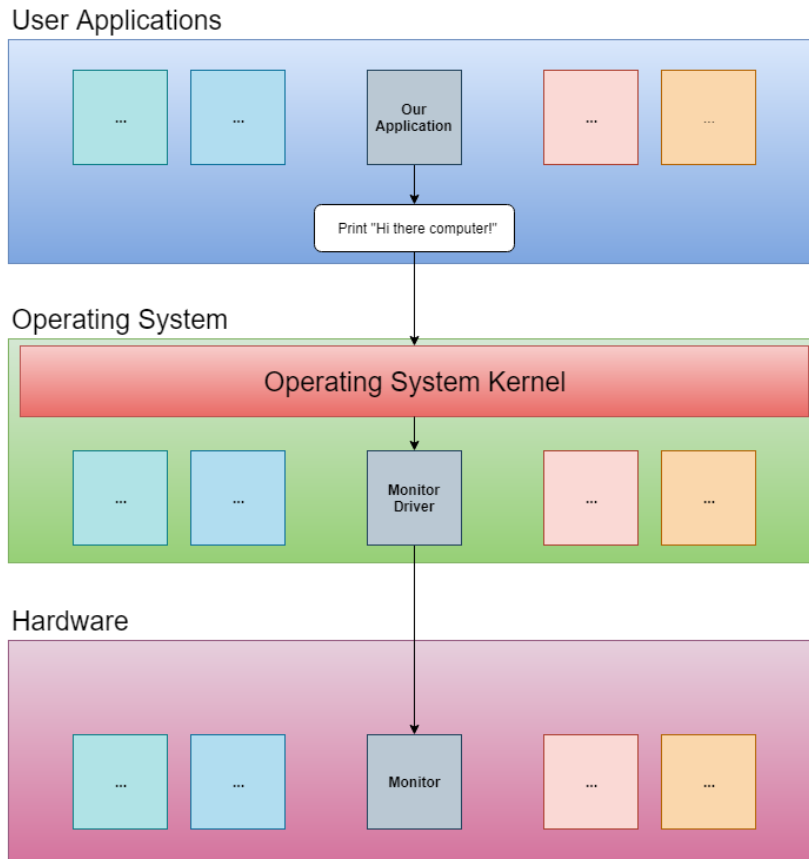 User Applications
...
...
Our
Application
...
...
Print "Hi there computer!"
Operating System
Operating System Kernel
...
...
Monitor
Driver
...
...
Hardware
...
...
Monitor
...
...